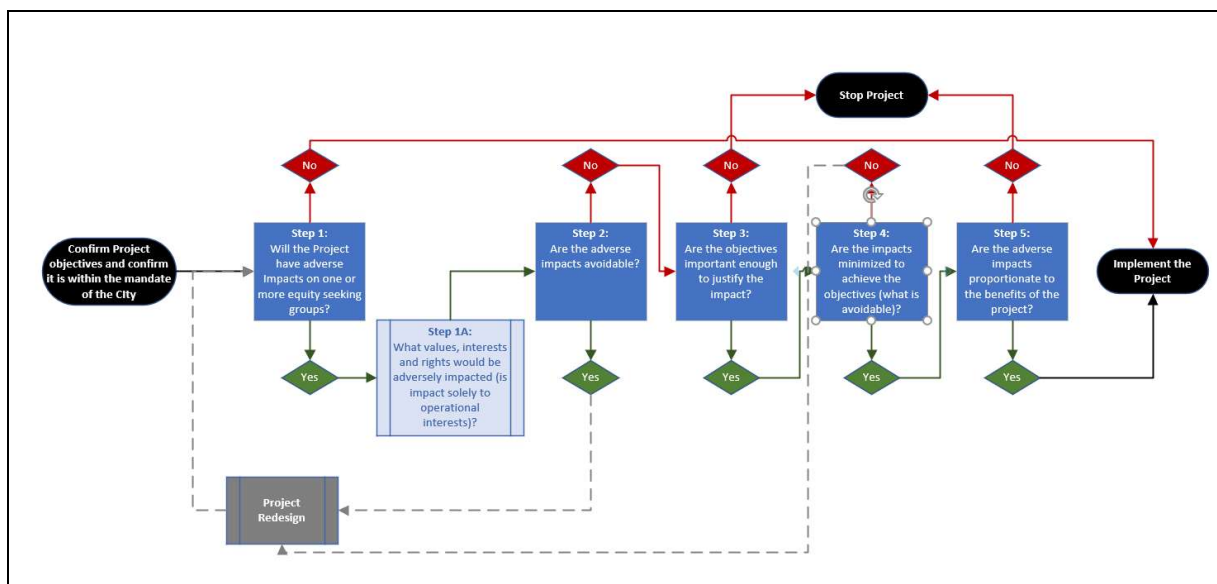 Stop Project
No
No
No
No
No
Confirm Project
objectives and confirm
it is within the mandate
of the CIty
Step 1:
Will the Project
have adverse
Impacts on one or
more equity seeking
groups?
Step 2:
Are the adverse
impacts avoidable?
Step 3:
Are the objectives
important enough
to justify the
impact?
Step 4:
Are the impacts
minimized to
achieve the
objectives (what is
avoidable)?
Step 5:
Are the adverse
impacts
proportionate to
the benefits of the
project?
Implement the
Project
Step 1A:
What values, interests
and rights would be
adversely impacted (is
impact solely to
operational
interests)?
Yes
Yes
Yes
Yes
Yes
Project
Redesign